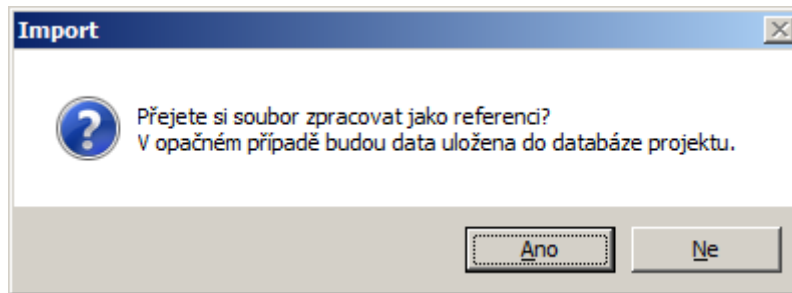 Import
Přejete si soubor zpracovat jako referenci?
V opačném případě budou data uložena do databáze projektu.
Ano
Ne